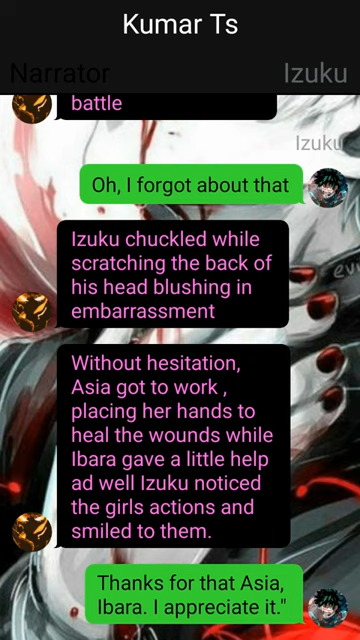 Kumar Ts
Narrator
Izuku
battle
Izuku
Oh, I forgot about that
Izuku chuckled while
scratching the back of
his head blushing in
embarrassment
Without hesitation,
Asia got to work ,
placing her hands to
heal the wounds while
Ibara gave a little help
ad well Izuku noticed
the girls actions and
smiled to them.
Thanks for that Asia,
Ibara. I appreciate it."